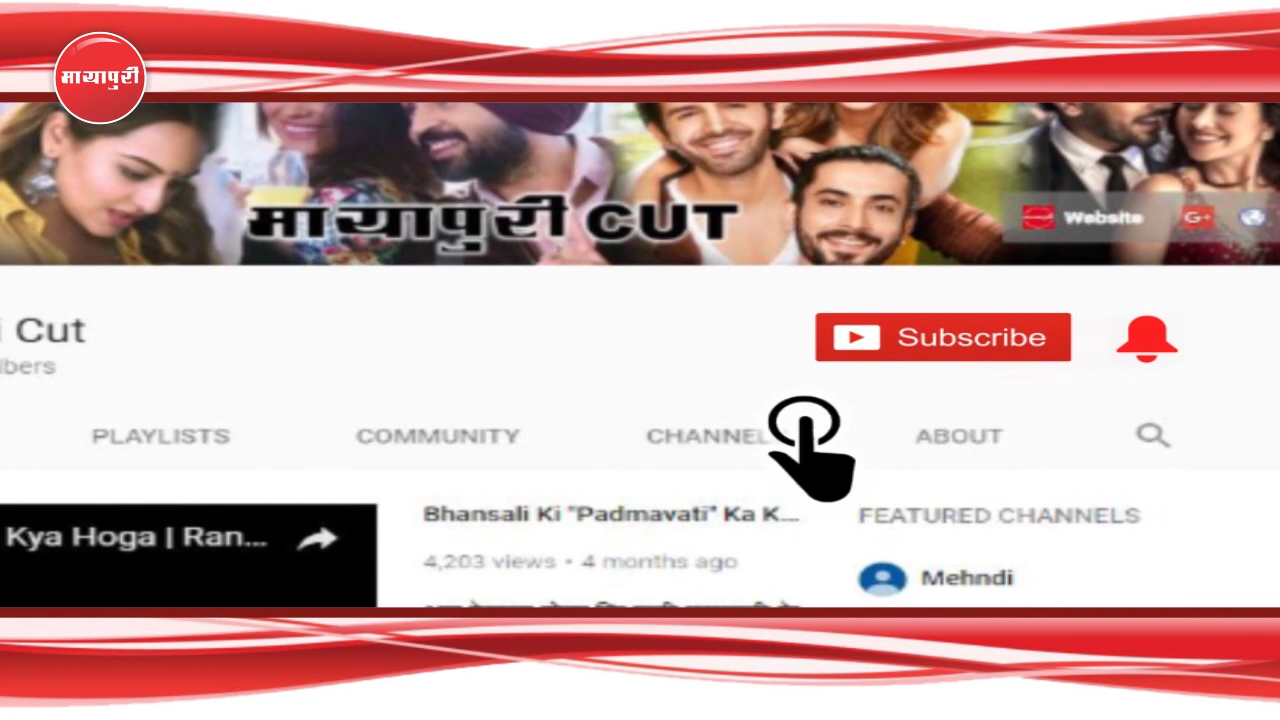 मायापुरी
मायापुरी CUT
Website
G+
i Cut
Subscribe
ibers
PLAYLISTS COMMUNITY CHANNEL ABOUT
Kya Hoga | Ran...
Bhansali Ki "Padmavati" Ka K...
4,203 views • 4 months ago
FEATURED CHANNELS
Mehndi